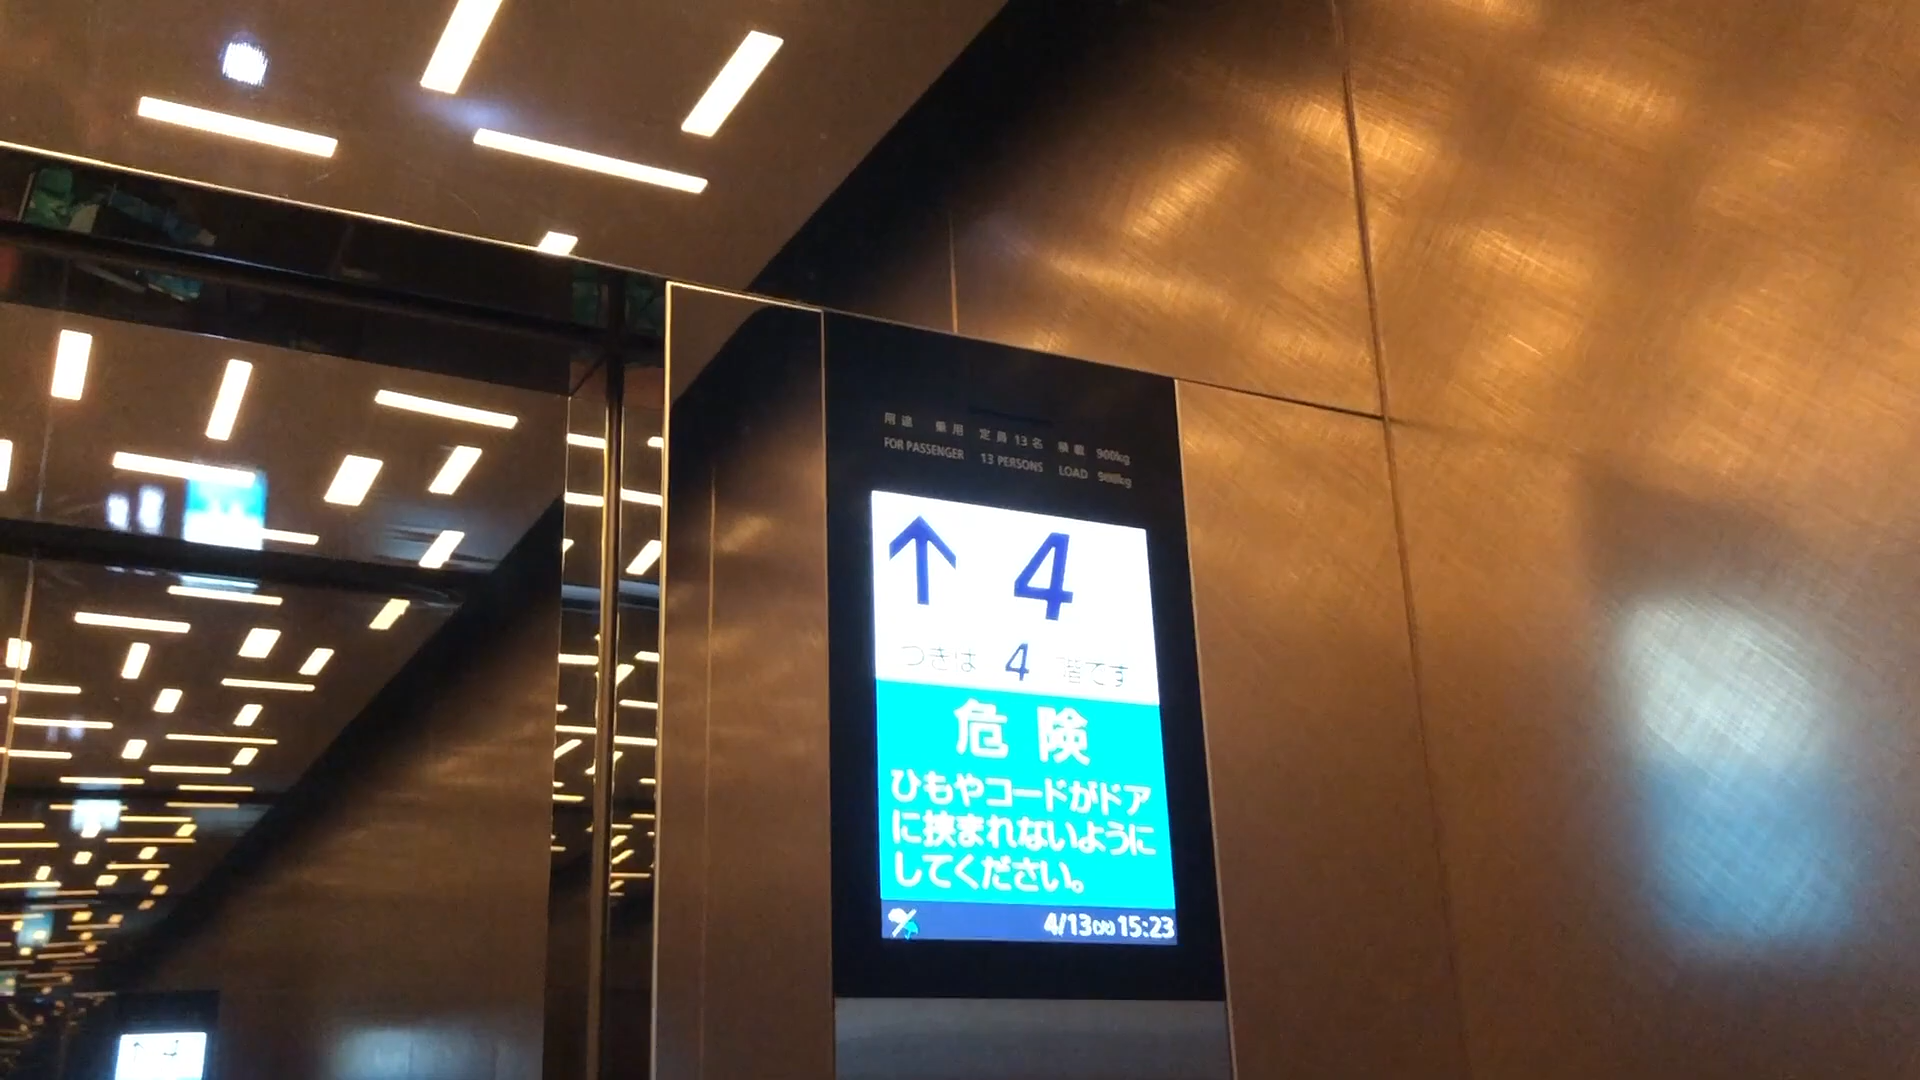 用途 乗用 定員 13名 積載 900kg
FOR PASSENGER 13 PERSONS LOAD 900kg
↑ 4
つぎは 4 階です
危険
ひもやコードがドア
に挟まれないように
してください。
4/13 15:23